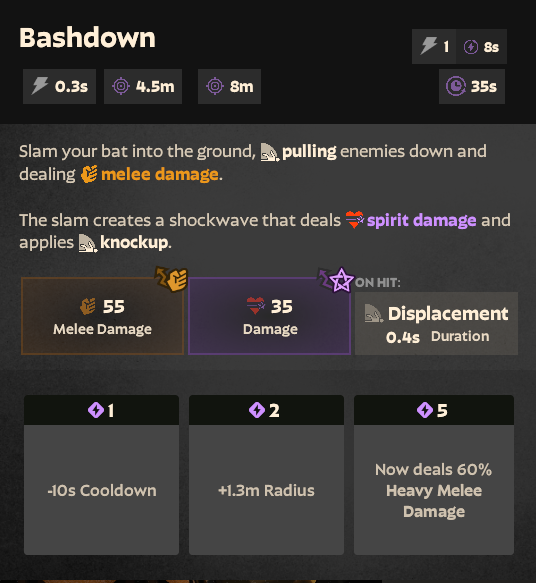 Bashdown
1 8s
0.3s 4.5m 8m 35s
Slam your bat into the ground, pulling enemies down and
dealing melee damage.
The slam creates a shockwave that deals spirit damage and
applies knockup.
ON HIT:
55
Melee Damage
35
Damage
Displacement
0.4s Duration
1
-10s Cooldown
2
+1.3m Radius
5
Now deals 60%
Heavy Melee
Damage